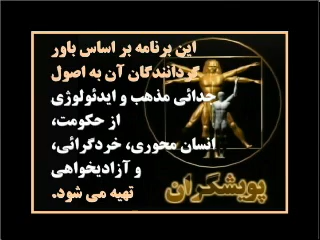 این برنامه بر اساس باور
گردانندگان آن به اصول
جدائی مذهب و ایدئولوژی
از حکومت،
انسان محوری، خردگرائی،
و آزادیخواهی
تهیه می شود.
پویشگران